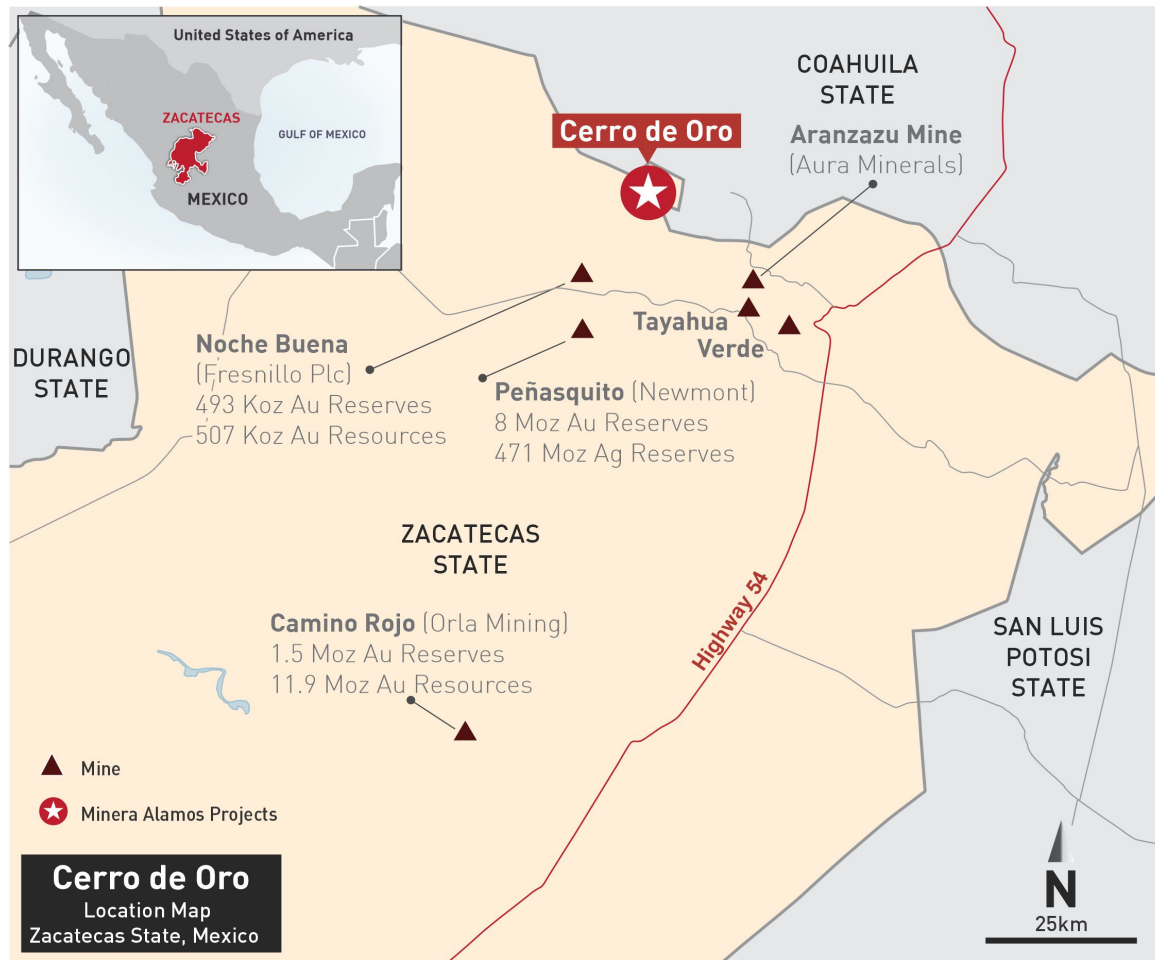 United States of America
ZACATECAS
GULF OF MEXICO
MEXICO
COAHUILA
STATE
Cerro de Oro
Aranzazu Mine
(Aura Minerals)
DURANGO
STATE
Noche Buena
(Fresnillo Plc)
493 Koz Au Reserves
507 Koz Au Resources
Tayahua
Verde
Peñasquito (Newmont)
8 Moz Au Reserves
471 Moz Ag Reserves
ZACATECAS
STATE
Camino Rojo (Orla Mining)
1.5 Moz Au Reserves
11.9 Moz Au Resources
Highway 54
SAN LUIS
POTOSI
STATE
Mine
Minera Alamos Projects
Cerro de Oro
Location Map
Zacatecas State, Mexico
N
25km